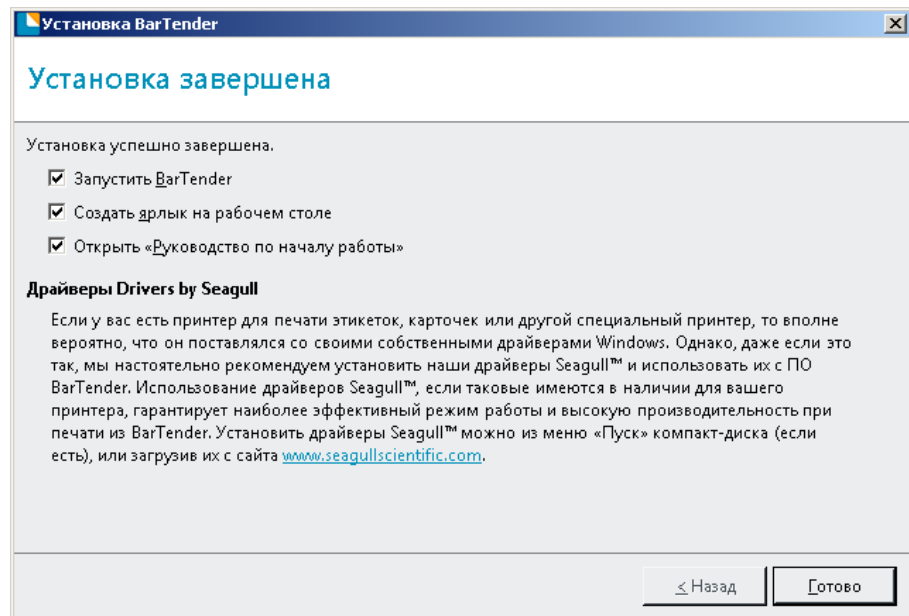 Установка BarTender
Установка завершена
Установка успешно завершена.
Запустить BarTender
Создать ярлык на рабочем столе
Открыть «Руководство по началу работы»
Драйверы Drivers by Seagull
Если у вас есть принтер для печати этикеток, карточек или другой специальный принтер, то вполне
вероятно, что он поставлялся со своими собственными драйверами Windows. Однако, даже если это
так, мы настоятельно рекомендуем установить наши драйверы Seagull™ и использовать их с ПО
BarTender. Использование драйверов Seagull™, если таковые имеются в наличии для вашего
принтера, гарантирует наиболее эффективный режим работы и высокую производительность при
печати из BarTender. Установить драйверы Seagull™ можно из меню «Пуск» компакт-диска (если
есть), или загрузив их с сайта www.seagullscientific.com.
< Назад
Готово